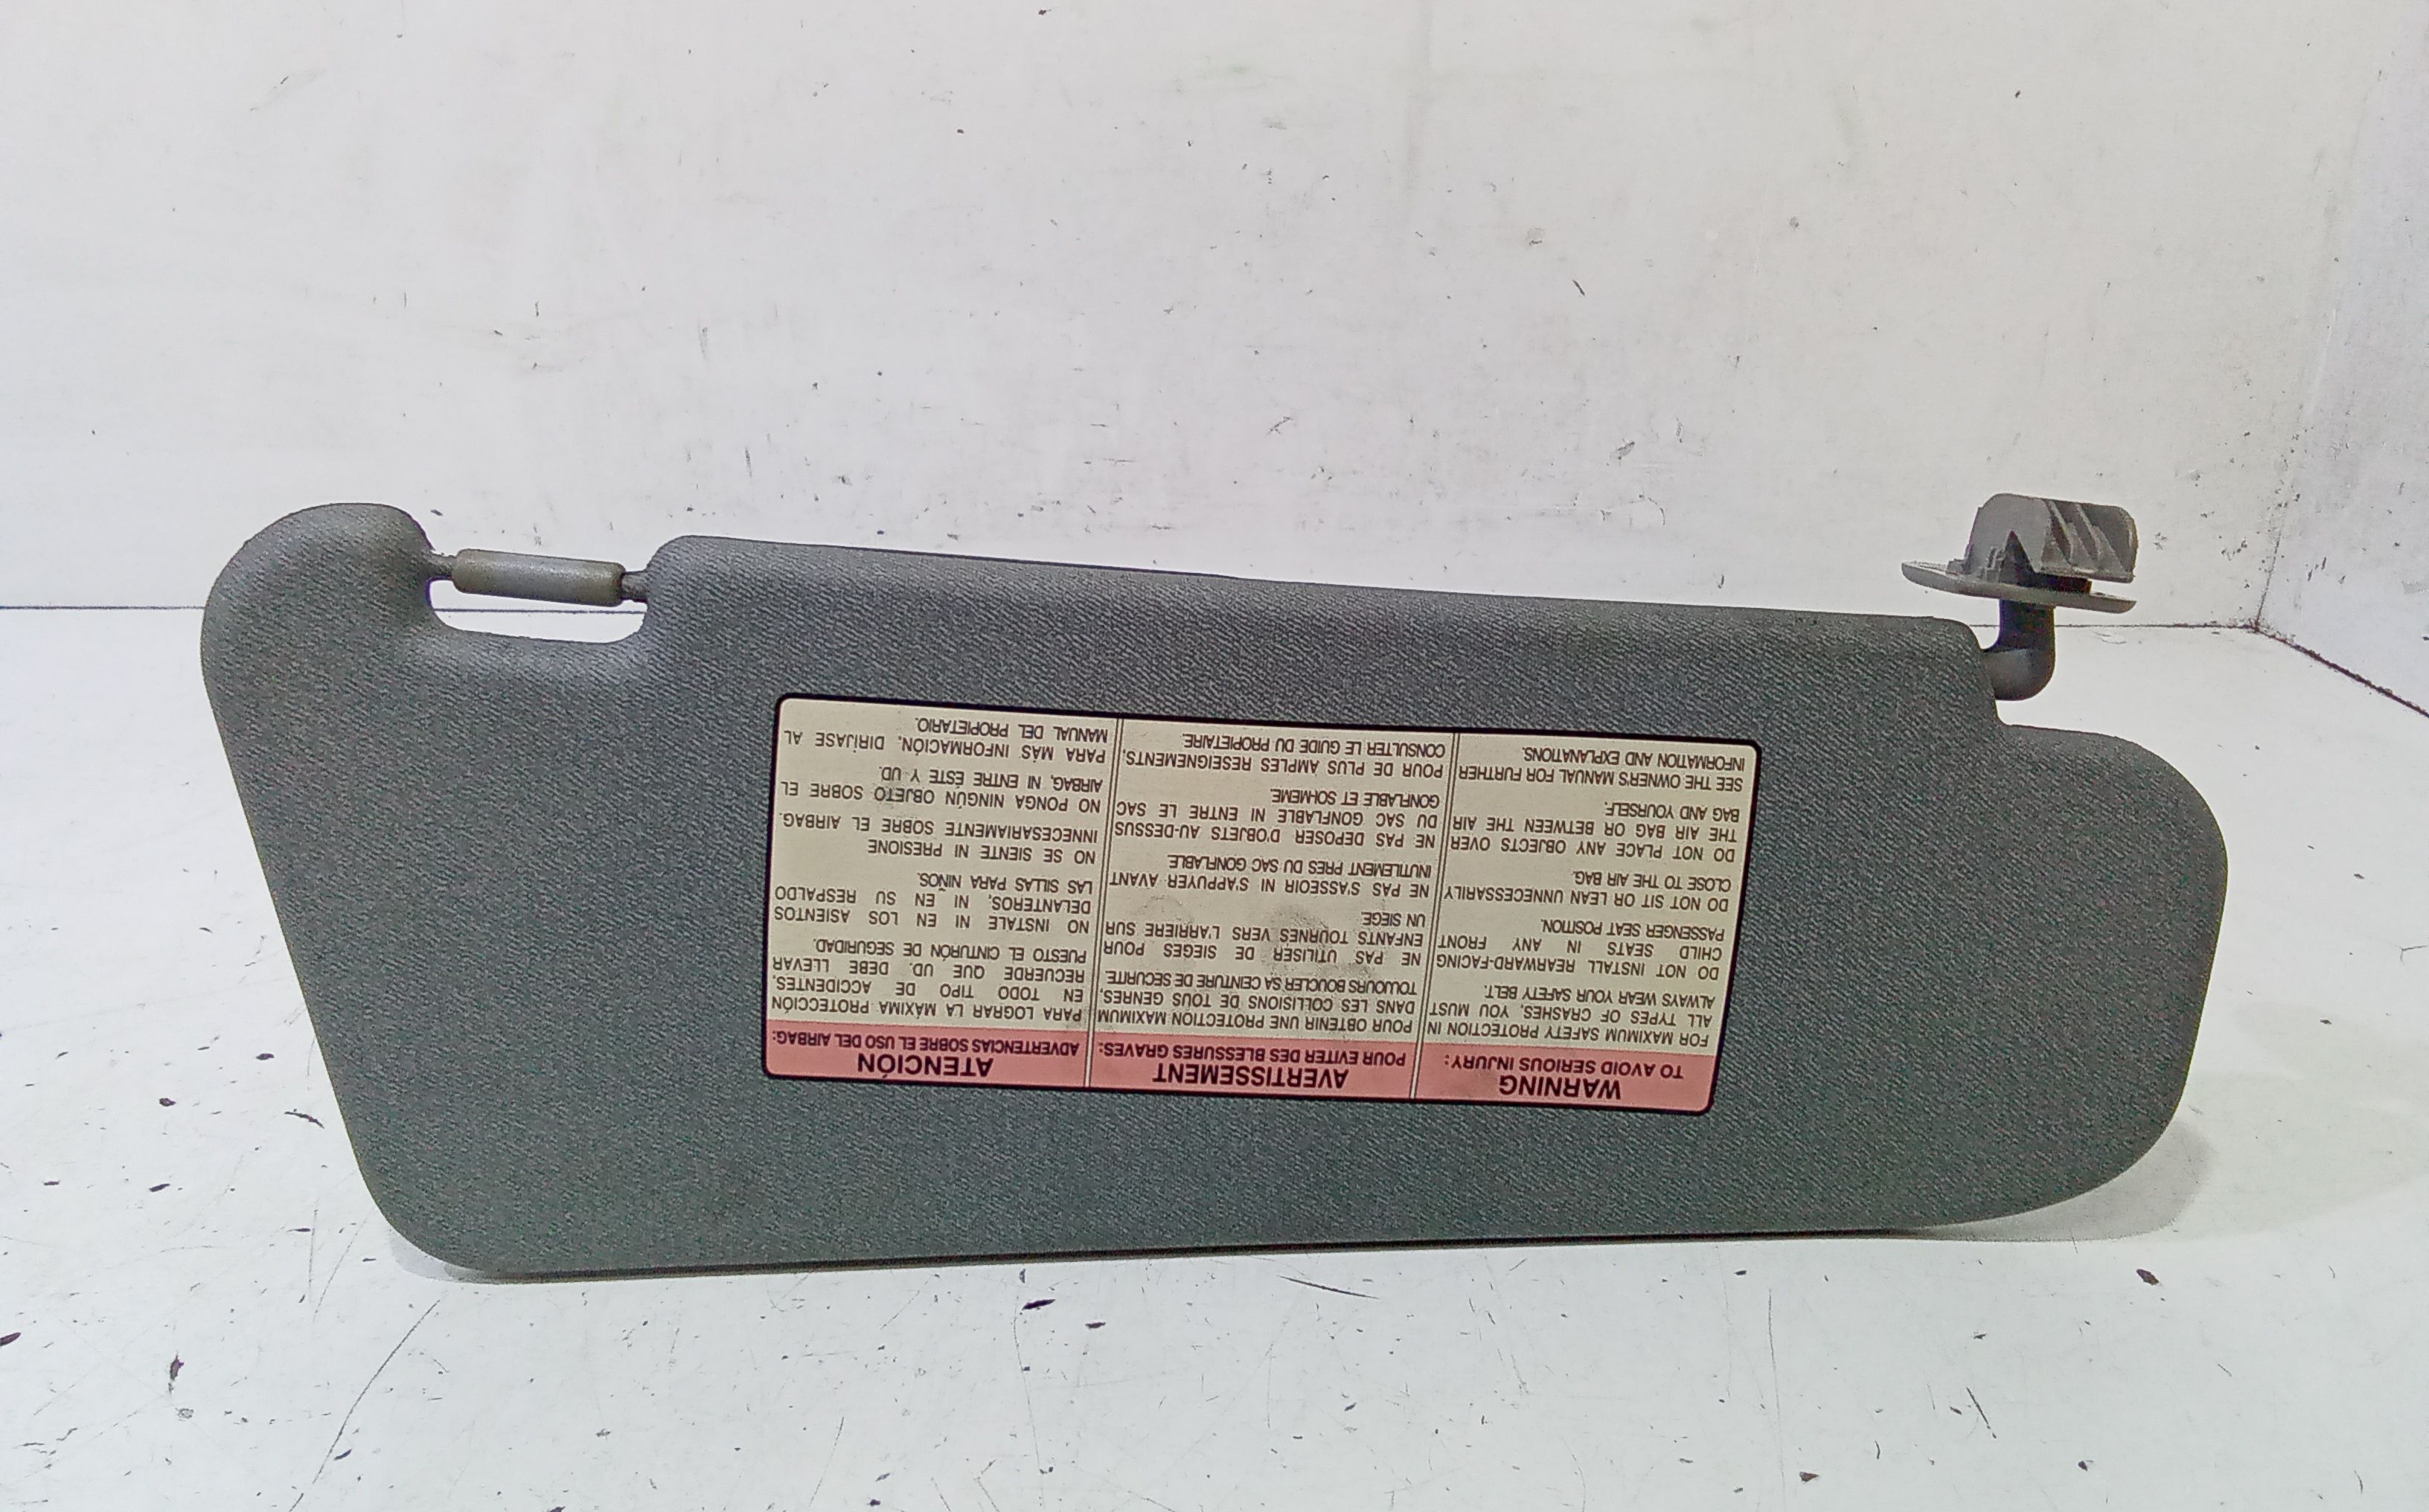 WARNING
TO AVOID SERIOUS INJURY:
FOR MAXIMUM SAFETY PROTECTION IN
ALL TYPES OF CRASHES, YOU MUST
ALWAYS WEAR YOUR SAFETY BELT.
DO NOT INSTALL REARWARD-FACING
CHILD SEATS IN ANY FRONT
PASSENGER SEAT POSITION.
DO NOT SIT OR LEAN UNNECESSARILY
CLOSE TO THE AIR BAG.
DO NOT PLACE ANY OBJECTS OVER
THE AIR BAG OR BETWEEN THE AIR
BAG AND YOURSELF.
SEE THE OWNER'S MANUAL FOR FURTHER
INFORMATION AND EXPLANATIONS.
AVERTISSEMENT
POUR EVITER DES BLESSURES GRAVES:
POUR OBTENIR UNE PROTECTION MAXIMUM
DANS LES COLLISIONS DE TOUS GENRES,
TOUJOURS BOUCLER SA CEINTURE DE SECURITE.
NE PAS UTILISER DE SIEGES POUR
ENFANTS TOURNES VERS L'ARRIERE SUR
UN SIEGE.
NE PAS S'ASSEOIR NI S'APPUYER AVANT
INUTILEMENT PRES DU SAC GONFLABLE.
NE PAS DEPOSER D'OBJETS AU-DESSUS
DU SAC GONFLABLE NI ENTRE LE SAC
GONFLABLE ET SOI-MEME.
POUR DE PLUS AMPLES RESEIGNEMENTS,
CONSULTER LE GUIDE DU PROPIETAIRE.
ATENCIÓN
ADVERTENCIAS SOBRE EL USO DEL AIRBAG:
PARA LOGRAR LA MÁXIMA PROTECCIÓN
EN TODO TIPO DE ACCIDENTES,
RECUERDE QUE UD. DEBE LLEVAR
PUESTO EL CINTURÓN DE SEGURIDAD.
NO INSTALE NI EN LOS ASIENTOS
DELANTEROS, NI EN SU RESPALDO
LAS SILLAS PARA NIÑOS.
NO SE SIENTE NI PRESIONE
INNECESARIAMENTE SOBRE EL AIRBAG.
NO PONGA NINGÚN OBJETO SOBRE EL
AIRBAG, NI ENTRE ÉSTE Y UD.
PARA MÁS INFORMACIÓN, DIRÍJASE AL
MANUAL DEL PROPIETARIO.